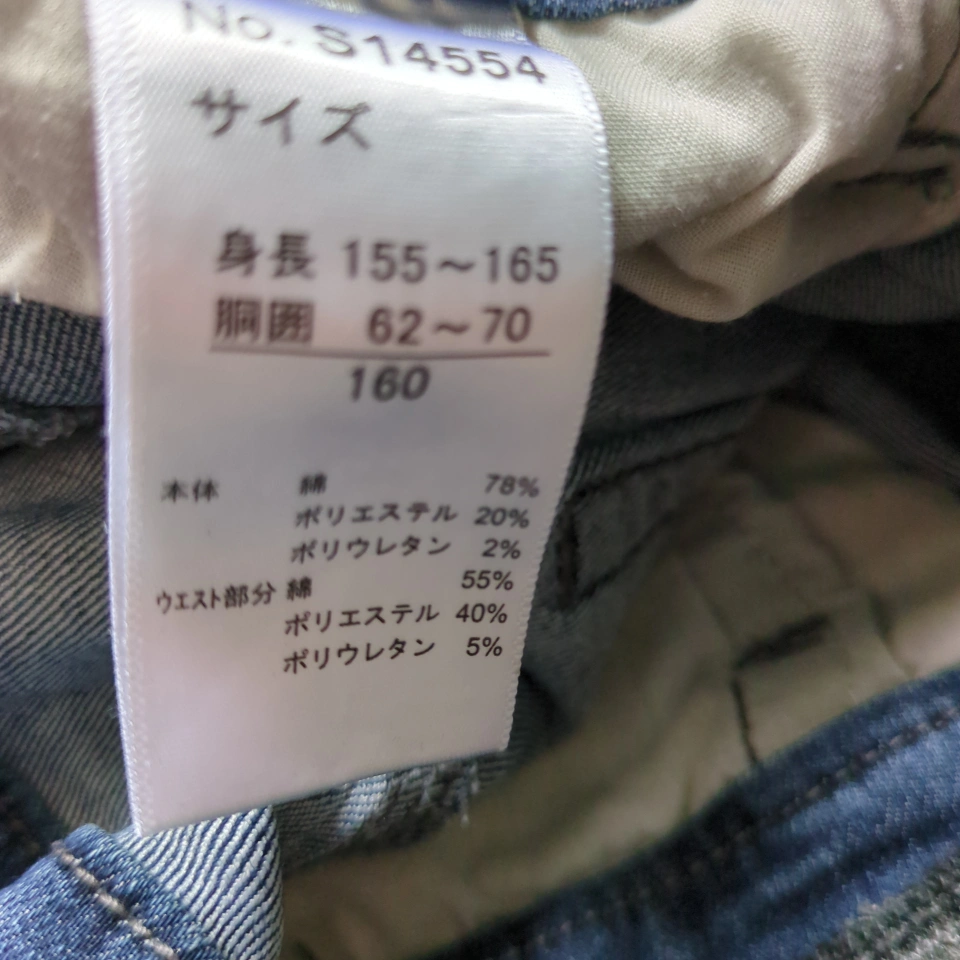 No. S14554
サイズ
身長 155～165
胴囲 62～70
160
本体 綿 78%
ポリエステル 20%
ポリウレタン 2%
ウエスト部分 綿 55%
ポリエステル 40%
ポリウレタン 5%